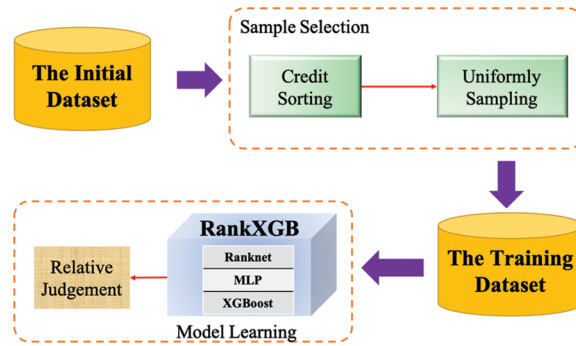 Sample Selection
The Initial
Dataset
Credit
Sorting
Uniformly
Sampling
RankXGB
Ranknet
MLP
XGBoost
Relative
Judgement
Model Learning
The Training
Dataset